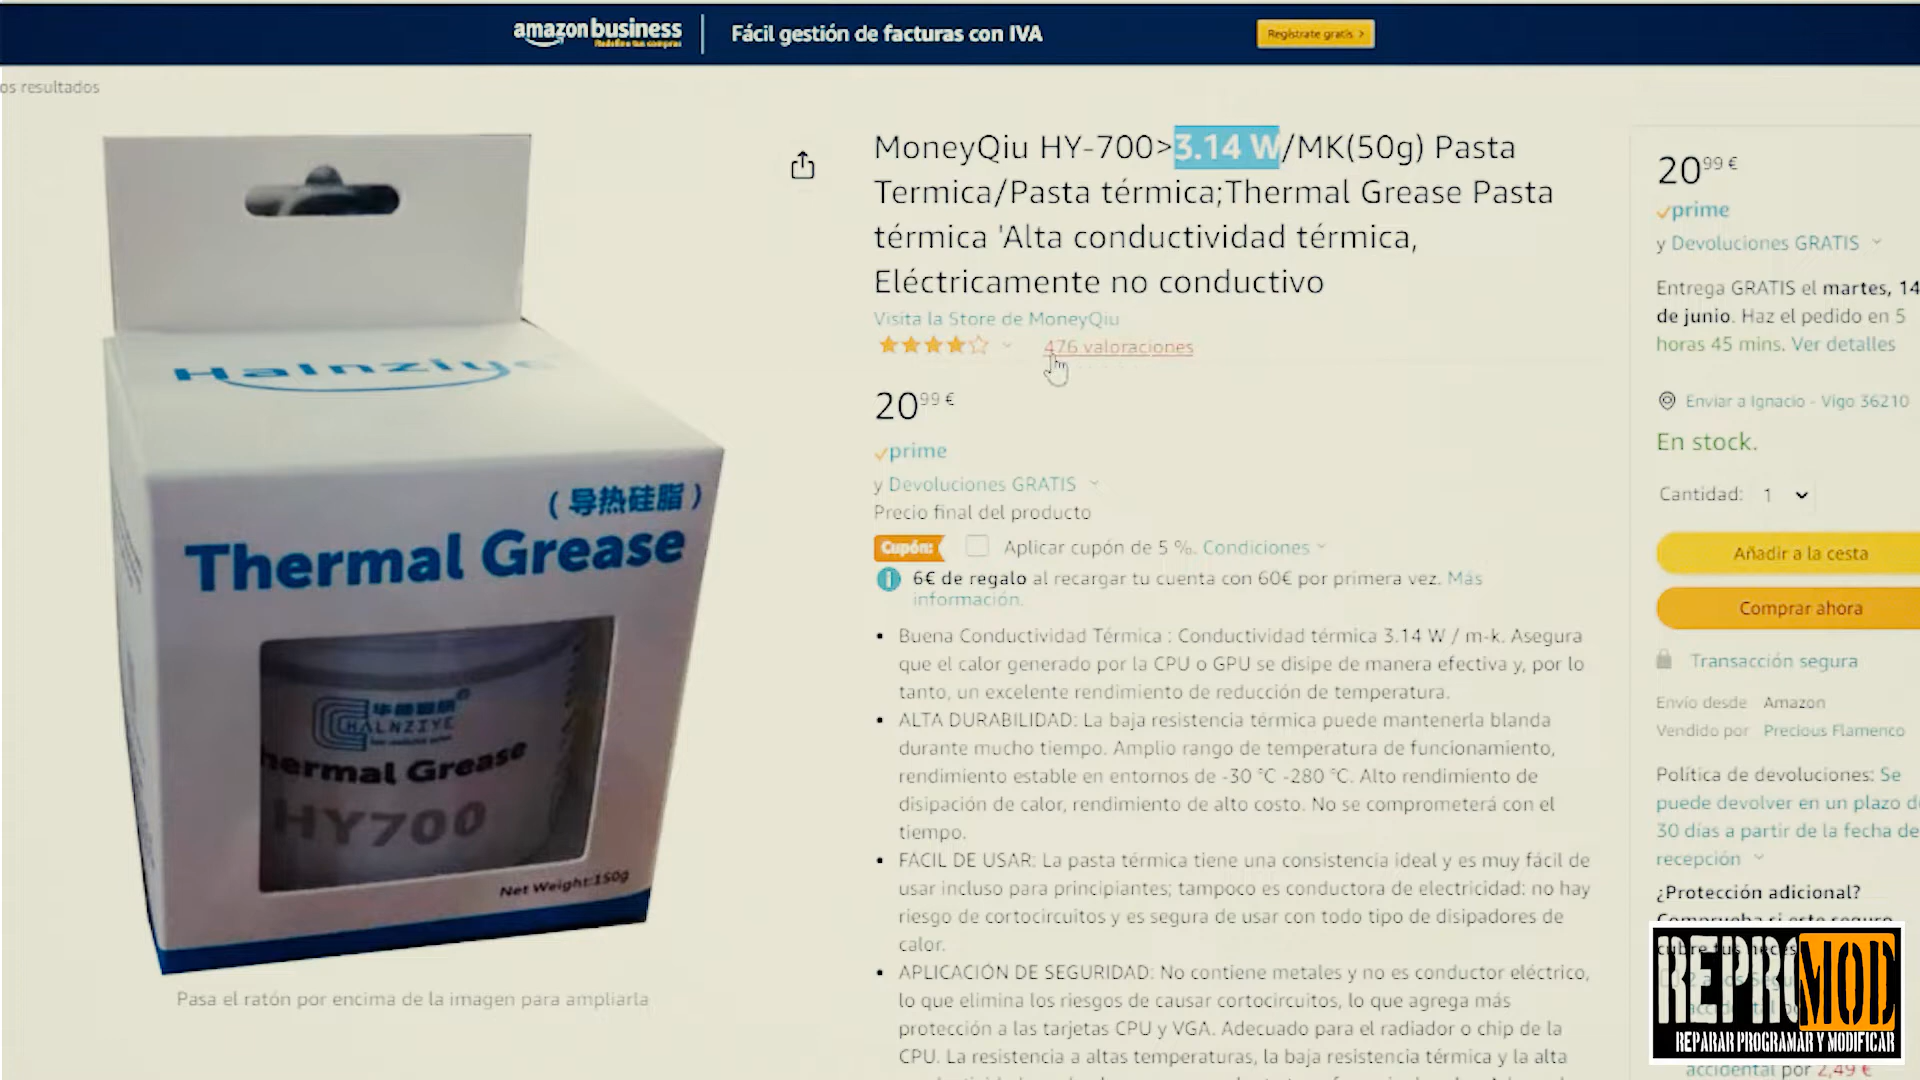 amazon business
Redefine tus compras
Fácil gestión de facturas con IVA
Regístrate gratis >
os resultados
MoneyQiu HY-700>3.14 W/MK(50g) Pasta
Termica/Pasta térmica;Thermal Grease Pasta
térmica 'Alta conductividad térmica,
Eléctricamente no conductivo
Visita la Store de MoneyQiu
476 valoraciones
20,99 €
prime
y Devoluciones GRATIS
Precio final del producto
Cupón: Aplicar cupón de 5 %. Condiciones
6€ de regalo al recargar tu cuenta con 60€ por primera vez. Más
información.
• Buena Conductividad Térmica : Conductividad térmica 3.14 W / m-k. Asegura
que el calor generado por la CPU o GPU se disipe de manera efectiva y, por lo
tanto, un excelente rendimiento de reducción de temperatura.
• ALTA DURABILIDAD: La baja resistencia térmica puede mantenerla blanda
durante mucho tiempo. Amplio rango de temperatura de funcionamiento,
rendimiento estable en entornos de -30 °C -280 °C. Alto rendimiento de
disipación de calor, rendimiento de alto costo. No se comprometerá con el
tiempo.
• FACIL DE USAR: La pasta térmica tiene una consistencia ideal y es muy fácil de
usar incluso para principiantes; tampoco es conductora de electricidad: no hay
riesgo de cortocircuitos y es segura de usar con todo tipo de disipadores de
calor.
• APLICACIÓN DE SEGURIDAD: No contiene metales y no es conductor eléctrico,
lo que elimina los riesgos de causar cortocircuitos, lo que agrega más
protección a las tarjetas CPU y VGA. Adecuado para el radiador o chip de la
CPU. La resistencia a altas temperaturas, la baja resistencia térmica y la alta
20,99 €
prime
y Devoluciones GRATIS
Entrega GRATIS el martes, 14
de junio. Haz el pedido en 5
horas 45 mins. Ver detalles
Enviar a Ignacio - Vigo 36210
En stock.
Cantidad: 1
Añadir a la cesta
Comprar ahora
Transacción segura
Envío desde Amazon
Vendido por Precious Flamenco
Política de devoluciones: Se
puede devolver en un plazo de
30 días a partir de la fecha de
recepción
¿Protección adicional?
Comprueba si este seguro
cubre tus neces
accidental por 2,49 €
REPROMOD
REPARAR PROGRAMAR Y MODIFICAR
Halnziye
(导热硅脂)
Thermal Grease
HALNZIYE
hermal Grease
HY700
Net Weight:150g
Pasa el ratón por encima de la imagen para ampliarla